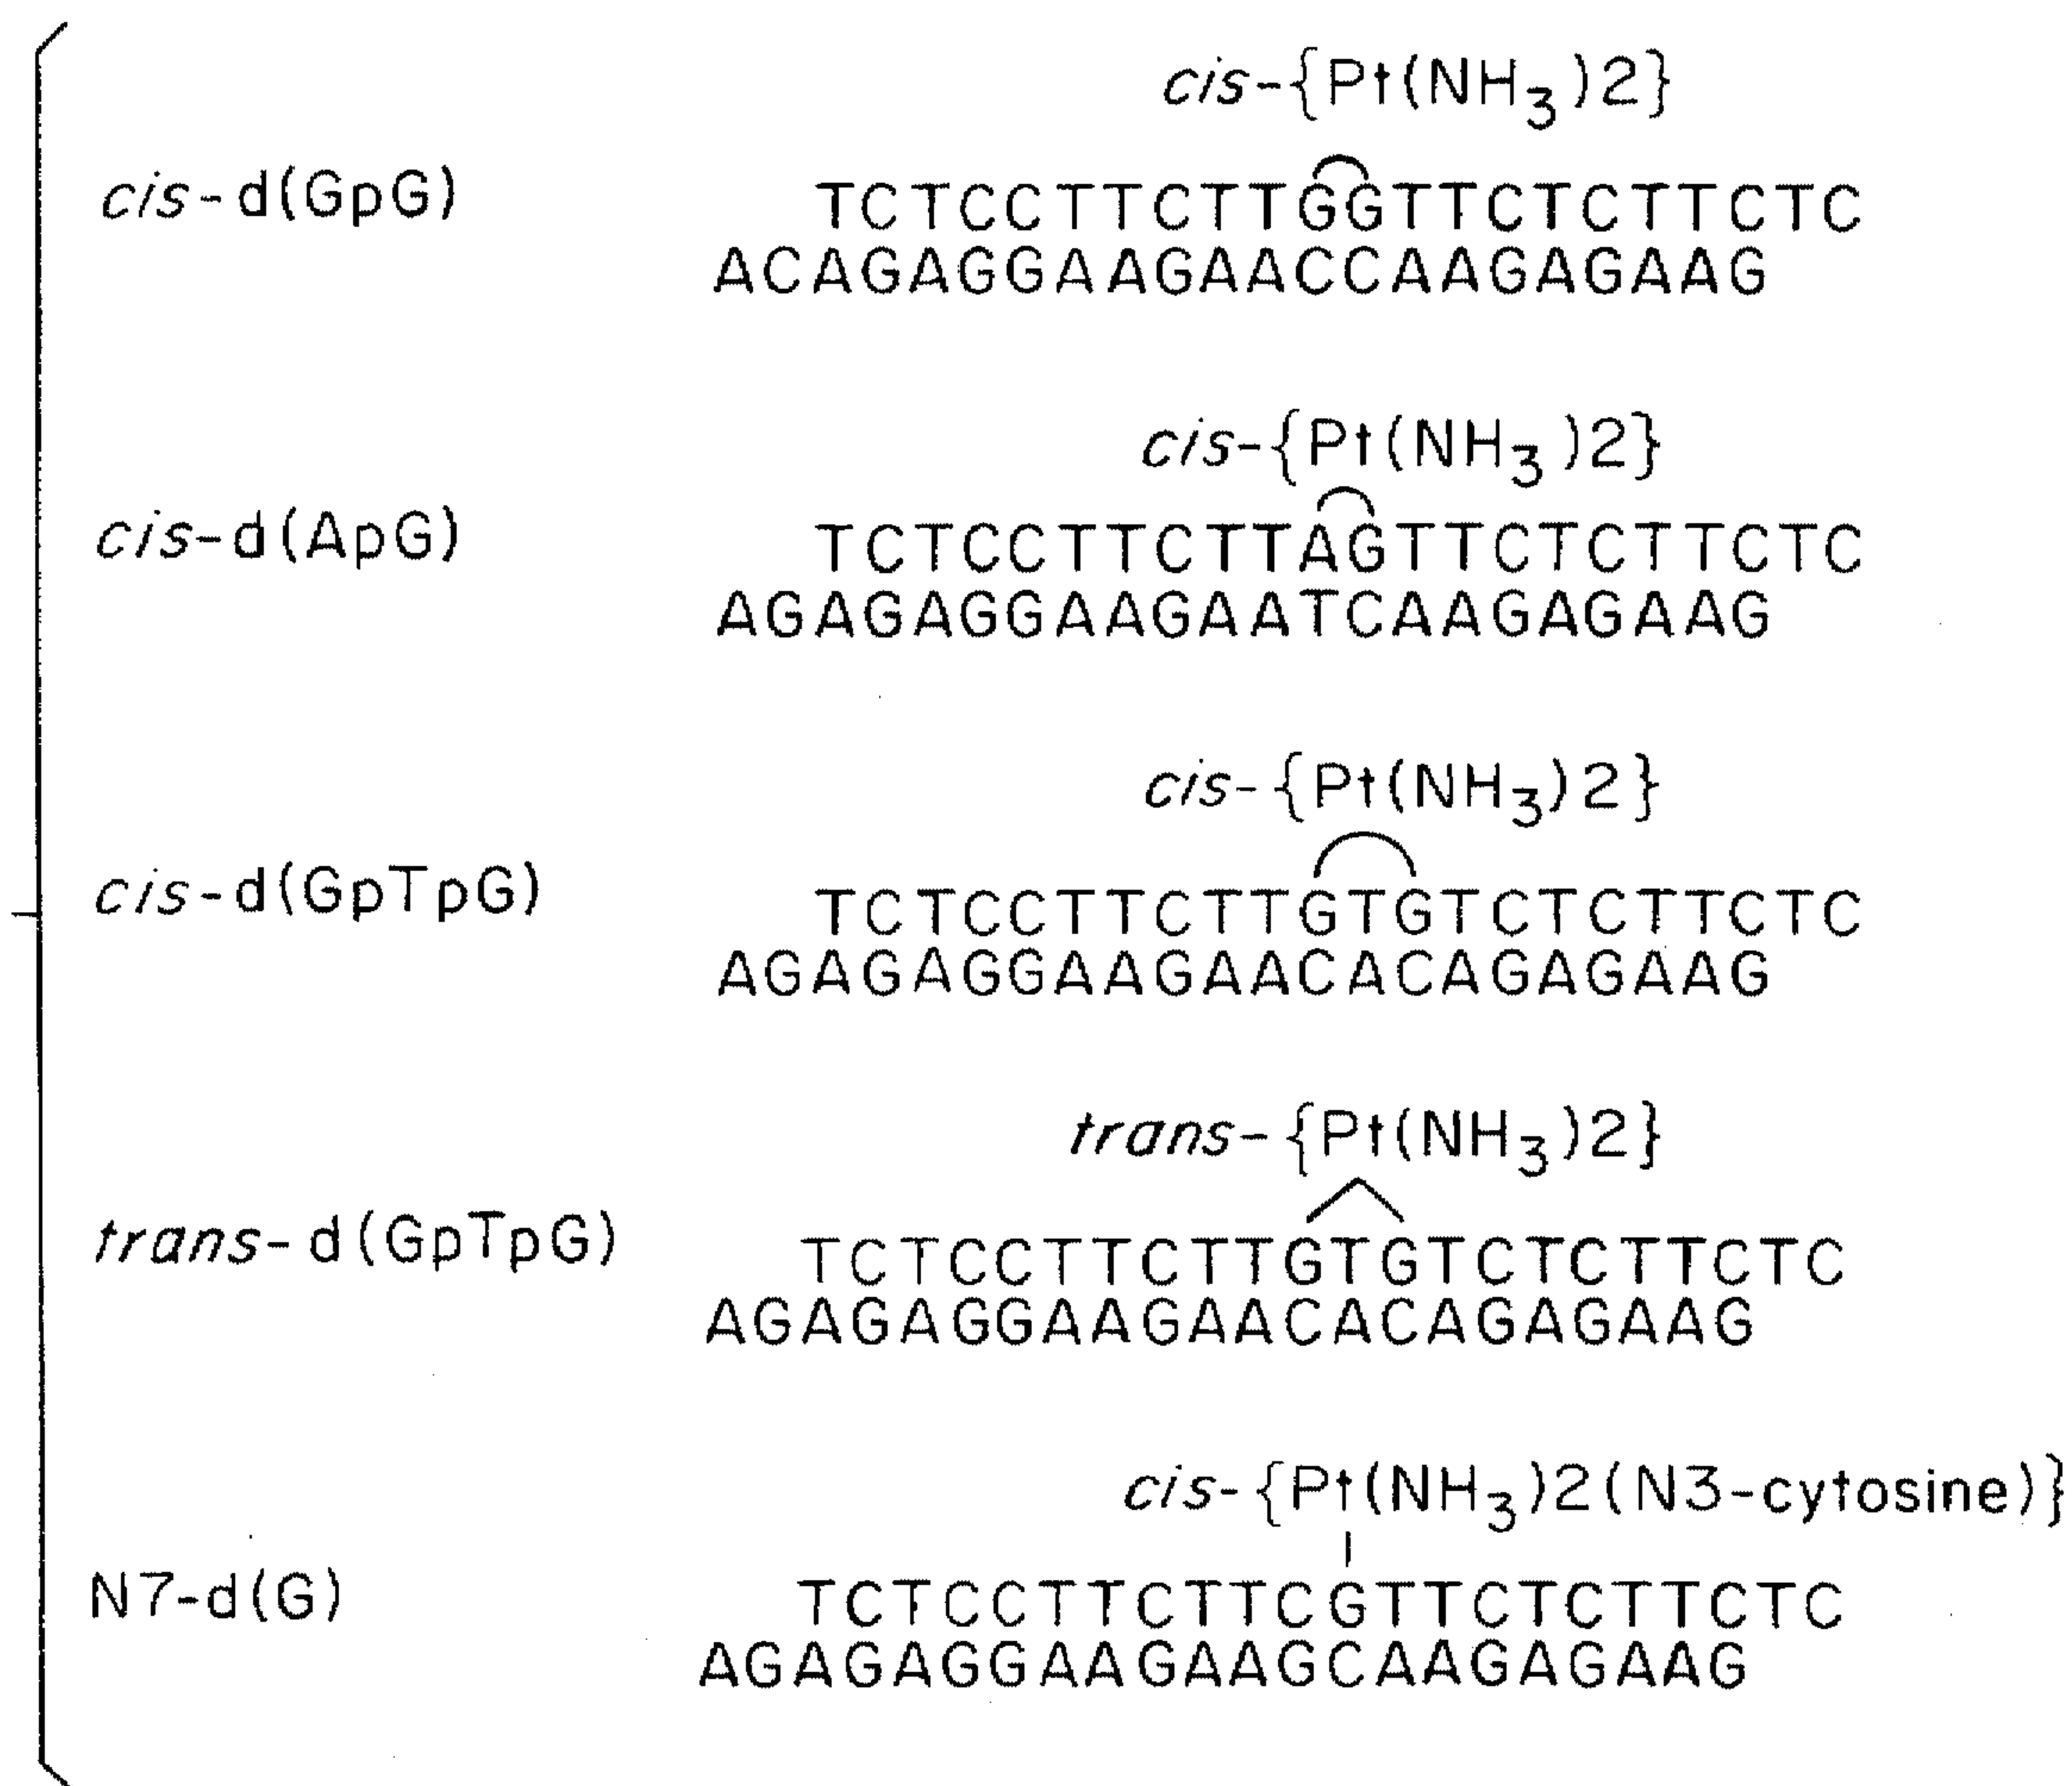 cis-{Pt(NH3)2}
cis-d(GpG) TCTCCTTCTTGGTTCTCTTCTC
ACAGAGGAAGAACCAAGAGAAG
cis-{Pt(NH3)2}
cis-d(ApG) TCTCCTTCTTAGTTCTCTTCTC
AGAGAGGAAGAATCAAGAGAAG
cis-{Pt(NH3)2}
cis-d(GpTpG) TCTCCTTCTTGTGTCTCTTCTC
AGAGAGGAAGAACACAGAGAAG
trans-{Pt(NH3)2}
trans-d(GpTpG) TCTCCTTCTTGTGTCTCTTCTC
AGAGAGGAAGAACACAGAGAAG
cis-{Pt(NH3)2(N3-cytosine)}
N7-d(G) TCTCCTTCTTCGTTCTCTTCTC
AGAGAGGAAGAAGCAAGAGAAG